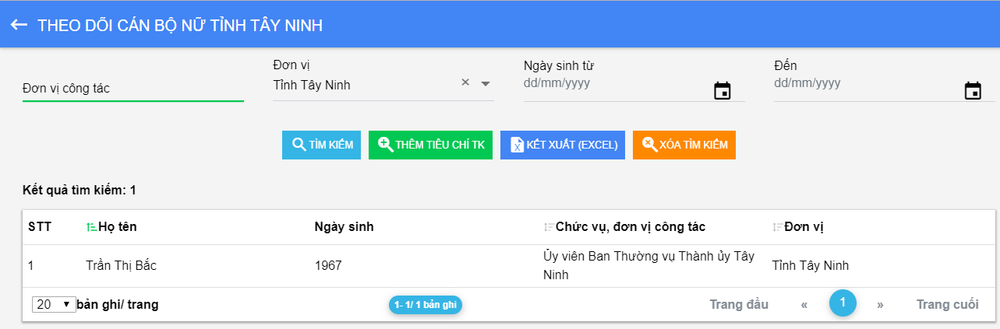 THEO DÕI CÁN BỘ NỮ TỈNH TÂY NINH
Đơn vị công tác
Đơn vị
Tỉnh Tây Ninh
Ngày sinh từ
dd/mm/yyyy
Đến
dd/mm/yyyy
TÌM KIẾM THÊM TIÊU CHÍ TK KẾT XUẤT (EXCEL) XÓA TÌM KIẾM
Kết quả tìm kiếm: 1
STT Họ tên Ngày sinh Chức vụ, đơn vị công tác Đơn vị
1 Trần Thị Bắc 1967 Ủy viên Ban Thường vụ Thành ủy Tây Ninh Tỉnh Tây Ninh
20 bản ghi/ trang 1- 1/ 1 bản ghi Trang đầu « 1 » Trang cuối